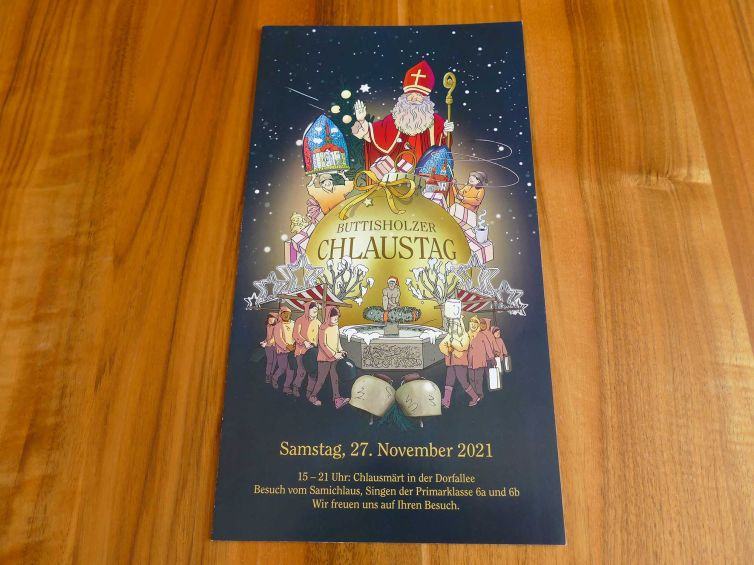 BUTTISHOLZER
CHLAUSTAG
Samstag, 27. November 2021
15 – 21 Uhr: Chlausmärt in der Dorfallee
Besuch vom Samichlaus, Singen der Primarklasse 6a und 6b
Wir freuen uns auf Ihren Besuch.